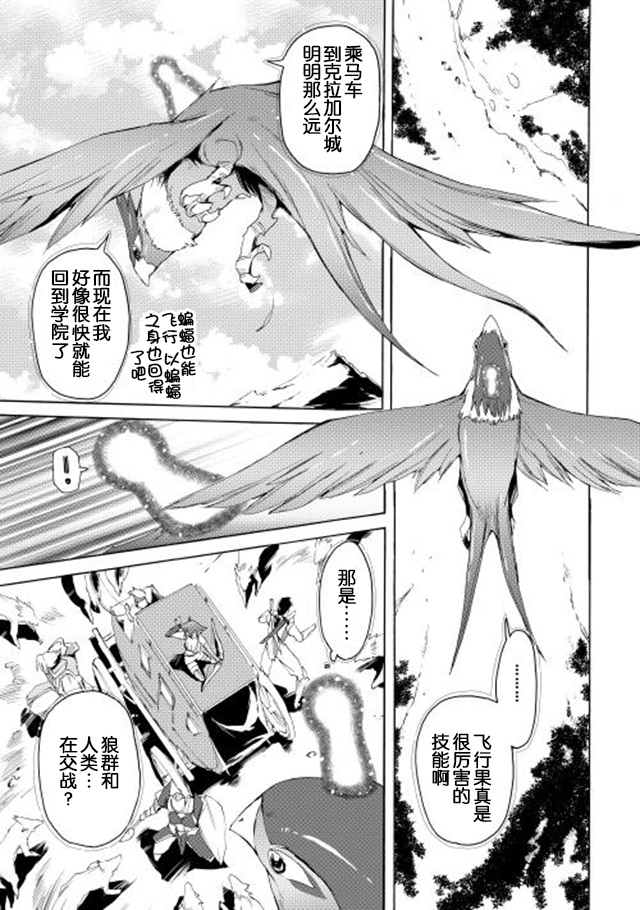 ……
飞行果真是
很厉害的
技能啊
乘马车
到克拉加尔城
明明那么远
而现在我
好像很快就能
回到学院了
蝙蝠也能
飞行 以蝙蝠
之身也回得
了吧
！
那是……
狼群和
人类…
在交战？